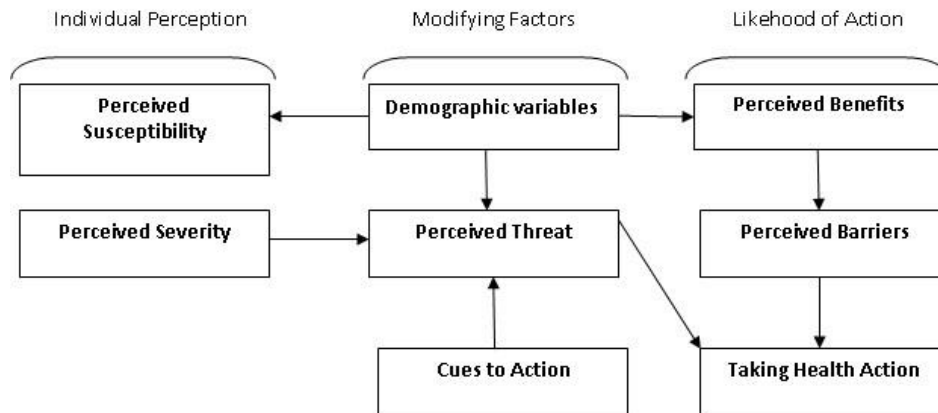 Individual Perception
Modifying Factors
Likehood of Action
Perceived
Susceptibility
Demographic variables
Perceived Benefits
Perceived Severity
Perceived Threat
Perceived Barriers
Cues to Action
Taking Health Action